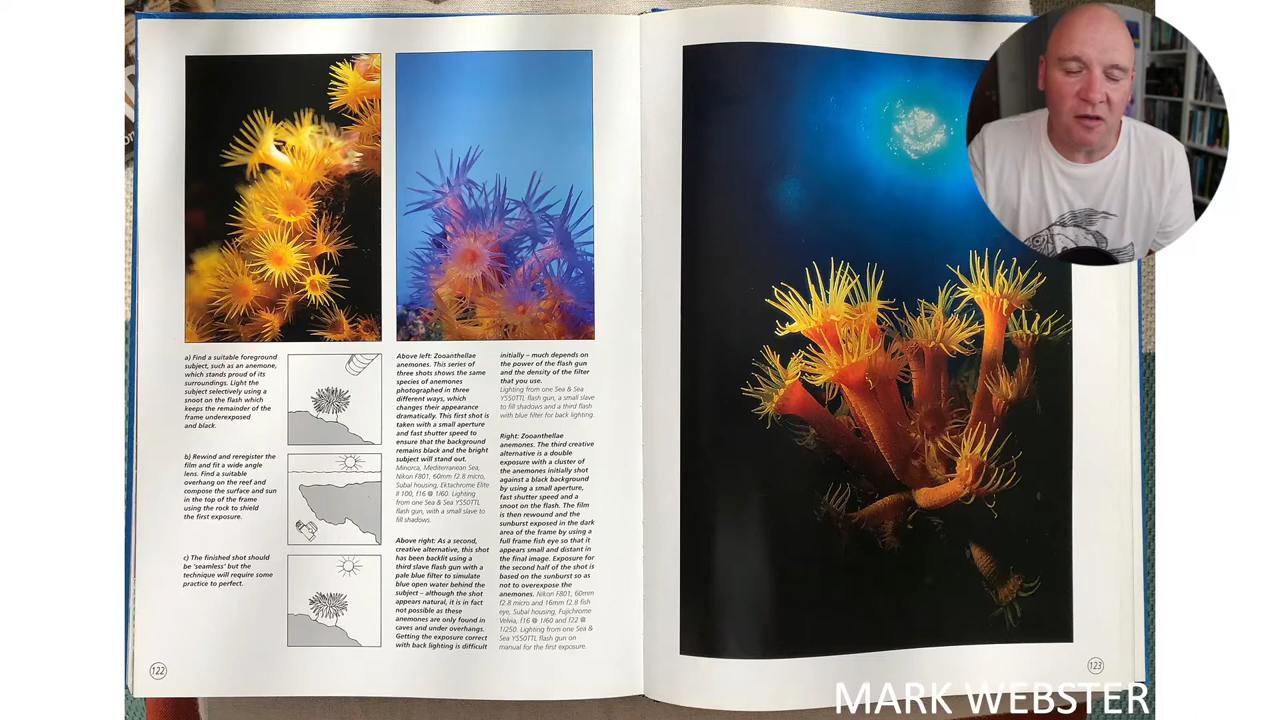 a) Find a suitable foreground
subject, such as an anemone,
which stands proud of its
surroundings. Light the
subject selectively using a
snoot on the flash which
keeps the remainder of the
frame underexposed
and black.
b) Rewind and reregister the
film and fit a wide angle
lens. Find a suitable
overhang on the reef and
compose the surface and sun
in the top of the frame
using the rock to shield
the first exposure.
c) The finished shot should
be 'seamless' but the
technique will require some
practice to perfect.
Above left: Zooanthellae
anemones. This series of
three shots shows the same
species of anemones
photographed in three
different ways, which
changes their appearance
dramatically. This first shot is
taken with a small aperture
and fast shutter speed to
ensure that the background
remains black and the bright
subject will stand out.
Minorca, Mediterranean Sea,
Nikon F801, 60mm f2.8 micro,
Subal housing, Ektachrome Elite
II 100, f16 @ 1/60. Lighting
from one Sea & Sea YS50TTL
flash gun, with a small slave to
fill shadows.
Above right: As a second,
creative alternative, this shot
has been backlit using a
third slave flash gun with a
pale blue filter to simulate
blue open water behind the
subject – although the shot
appears natural, it is in fact
not possible as these
anemones are only found in
caves and under overhangs.
Getting the exposure correct
with back lighting is difficult
initially – much depends on
the power of the flash gun
and the density of the filter
that you use.
Lighting from one Sea & Sea
YS50TTL flash gun, a small slave
to fill shadows and a third flash
with blue filter for back lighting.
Right: Zooanthellae
anemones. The third creative
alternative is a double
exposure with a cluster of
the anemones initially shot
against a black background
by using a small aperture,
fast shutter speed and a
snoot on the flash. The film
is then rewound and the
sunburst exposed in the dark
area of the frame by using a
full frame fish eye so that it
appears small and distant in
the final image. Exposure for
the second half of the shot is
based on the sunburst so as
not to overexpose the
anemones. Nikon F801, 60mm
f2.8 micro and 16mm f2.8 fish
eye, Subal housing, Fujichrome
Velvia, f16 @ 1/60 and f22 @
1/250. Lighting from one Sea &
Sea YS50TTL flash gun on
manual for the first exposure.
122
123
MARK WEBSTER